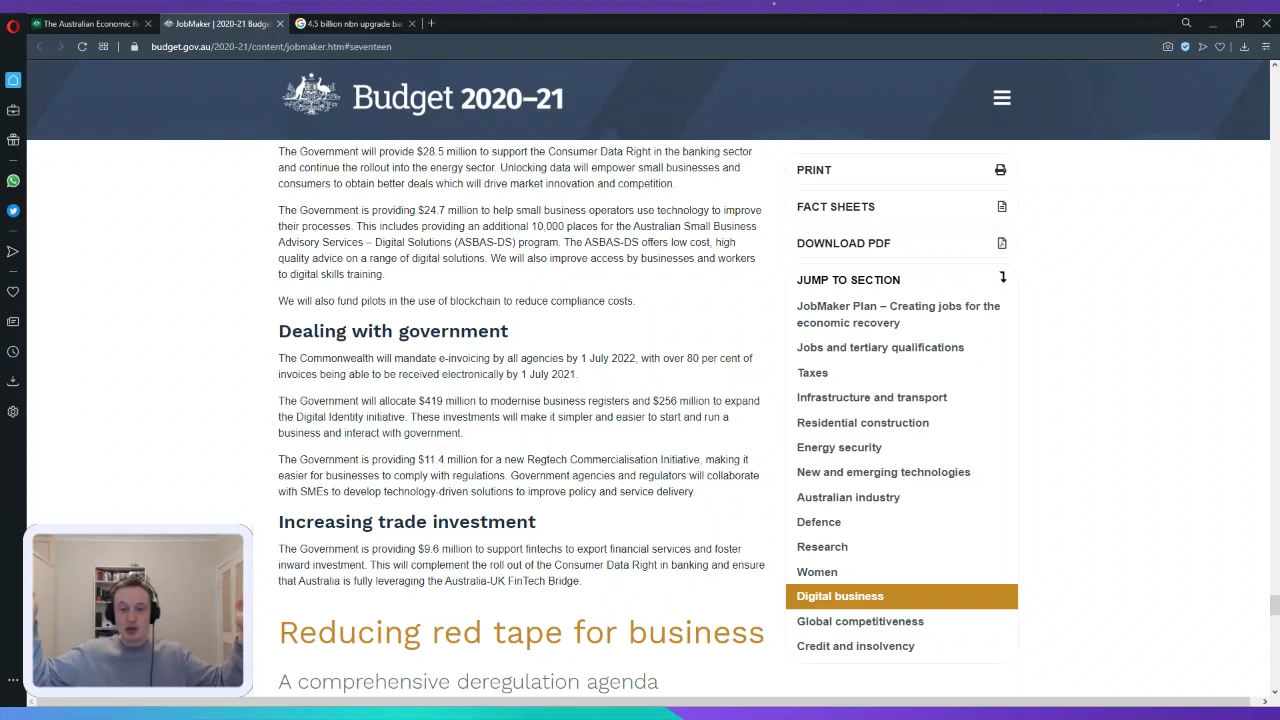 The Australian Economic R
JobMaker | 2020-21 Budge
4.5 billion nbn upgrade ba
budget.gov.au/2020-21/content/jobmaker.htm#seventeen
Budget 2020–21
The Government will provide $28.5 million to support the Consumer Data Right in the banking sector
and continue the rollout into the energy sector. Unlocking data will empower small businesses and
consumers to obtain better deals which will drive market innovation and competition.
The Government is providing $24.7 million to help small business operators use technology to improve
their processes. This includes providing an additional 10,000 places for the Australian Small Business
Advisory Services – Digital Solutions (ASBAS-DS) program. The ASBAS-DS offers low cost, high
quality advice on a range of digital solutions. We will also improve access by businesses and workers
to digital skills training.
We will also fund pilots in the use of blockchain to reduce compliance costs.
Dealing with government
The Commonwealth will mandate e-invoicing by all agencies by 1 July 2022, with over 80 per cent of
invoices being able to be received electronically by 1 July 2021.
The Government will allocate $419 million to modernise business registers and $256 million to expand
the Digital Identity initiative. These investments will make it simpler and easier to start and run a
business and interact with government.
The Government is providing $11.4 million for a new Regtech Commercialisation Initiative, making it
easier for businesses to comply with regulations. Government agencies and regulators will collaborate
with SMEs to develop technology-driven solutions to improve policy and service delivery.
Increasing trade investment
The Government is providing $9.6 million to support fintechs to export financial services and foster
inward investment. This will complement the roll out of the Consumer Data Right in banking and ensure
that Australia is fully leveraging the Australia-UK FinTech Bridge.
Reducing red tape for business
A comprehensive deregulation agenda
PRINT
FACT SHEETS
DOWNLOAD PDF
JUMP TO SECTION
JobMaker Plan – Creating jobs for the
economic recovery
Jobs and tertiary qualifications
Taxes
Infrastructure and transport
Residential construction
Energy security
New and emerging technologies
Australian industry
Defence
Research
Women
Digital business
Global competitiveness
Credit and insolvency